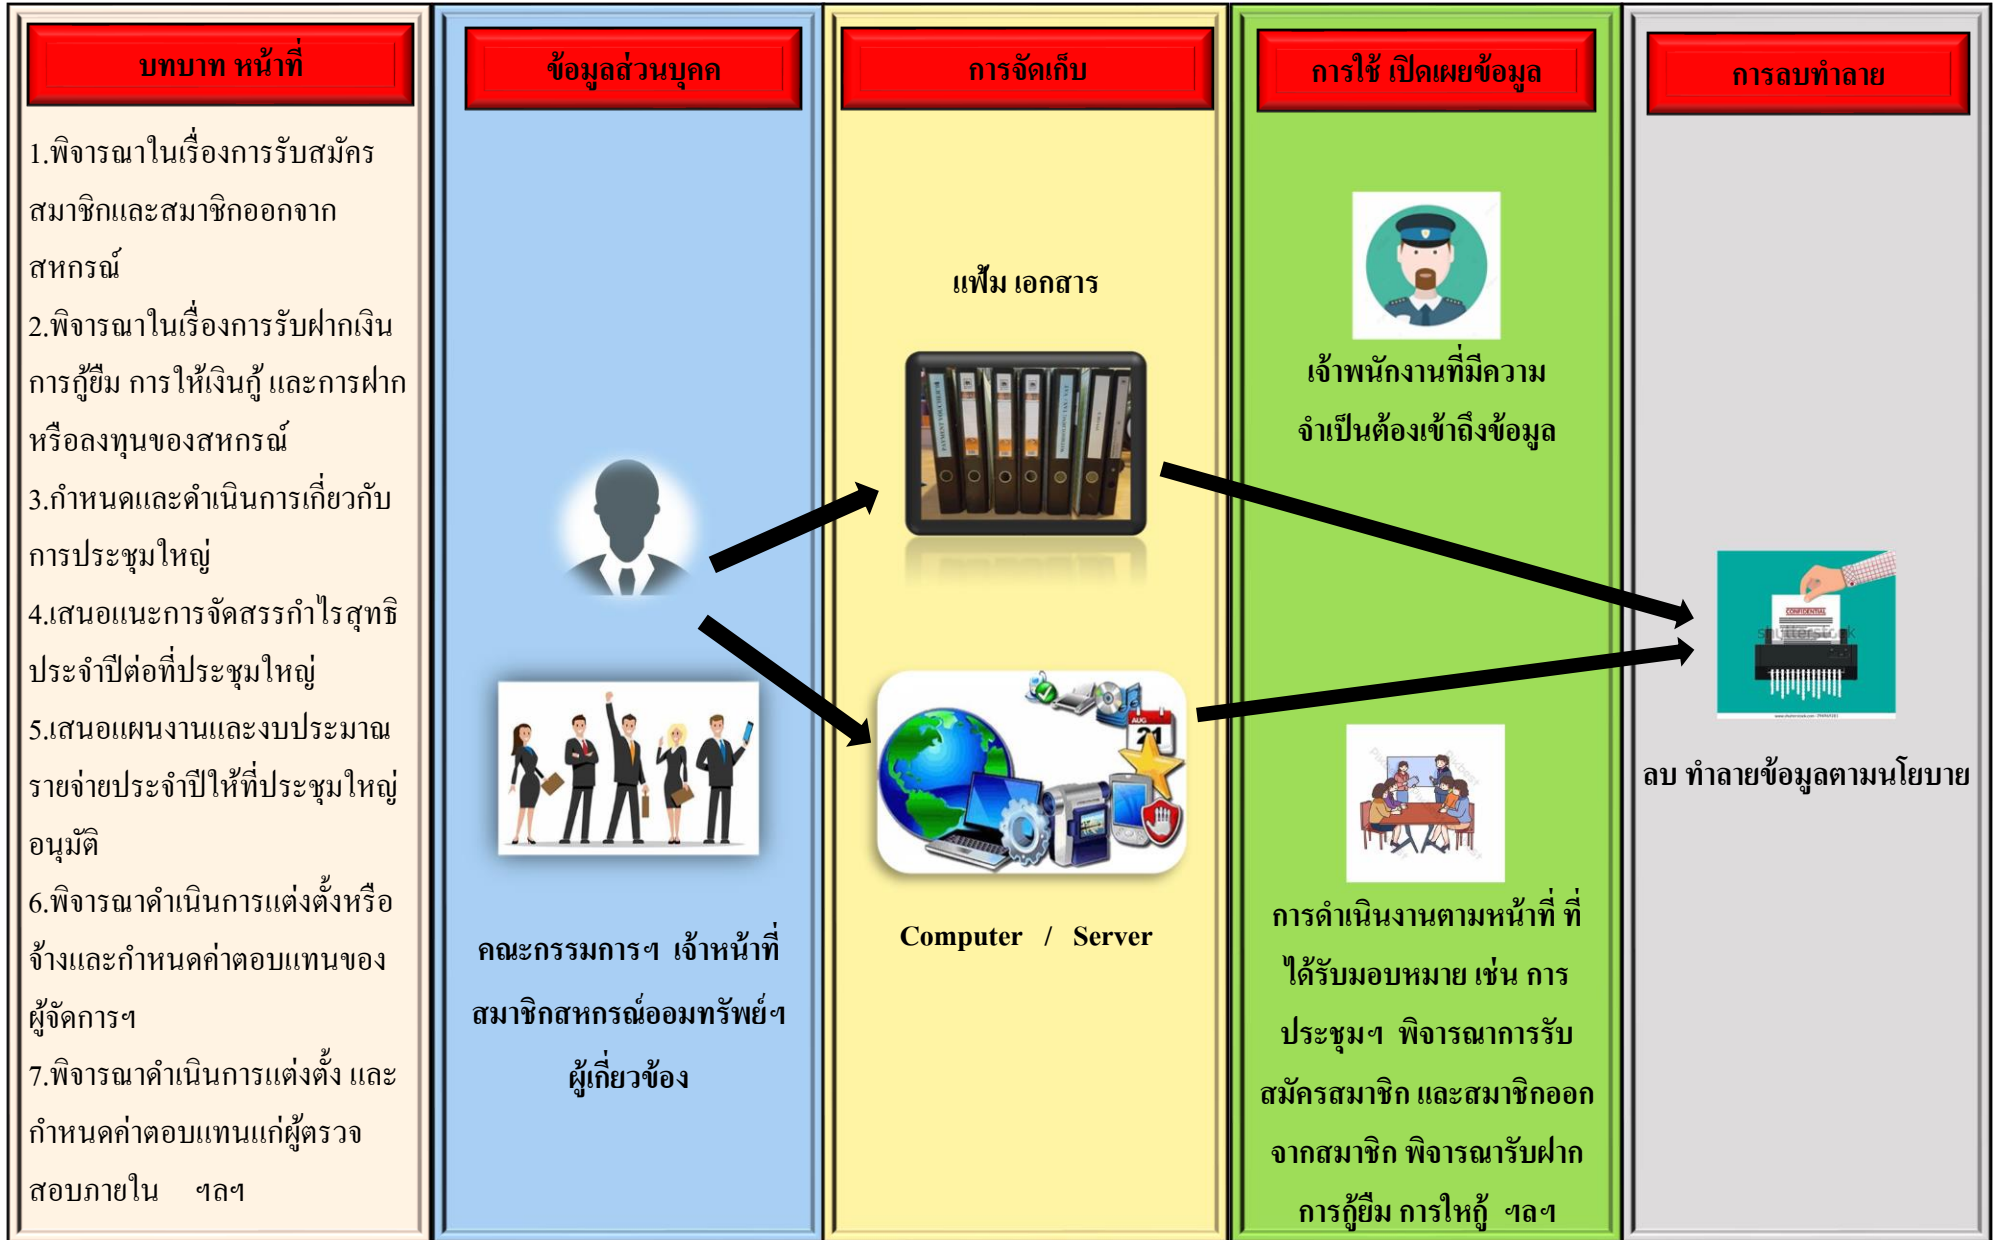 บทบาท หน้าที่
1.พิจารณาในเรื่องการรับสมัคร
สมาชิกและสมาชิกออกจาก
สหกรณ์
2.พิจารณาในเรื่องการรับฝากเงิน
การกู้ยืม การให้เงินกู้ และการฝาก
หรือลงทุนของสหกรณ์
3.กำหนดและดำเนินการเกี่ยวกับ
การประชุมใหญ่
4.เสนอแนะการจัดสรรกำไรสุทธิ
ประจำปีต่อที่ประชุมใหญ่
5.เสนอแผนงานและงบประมาณ
รายจ่ายประจำปีให้ที่ประชุมใหญ่
อนุมัติ
6.พิจารณาดำเนินการแต่งตั้งหรือ
จ้างและกำหนดค่าตอบแทนของ
ผู้จัดการฯ
7.พิจารณาดำเนินการแต่งตั้ง และ
กำหนดค่าตอบแทนแก่ผู้ตรวจ
สอบภายใน ฯลฯ
ข้อมูลส่วนบุคค
คณะกรรมการฯ เจ้าหน้าที่
สมาชิกสหกรณ์ออมทรัพย์ฯ
ผู้เกี่ยวข้อง
การจัดเก็บ
แฟ้ม เอกสาร
PAYMENT VOUCHER
AUG
21
Computer / Server
การใช้ เปิดเผยข้อมูล
เจ้าพนักงานที่มีความ
จำเป็นต้องเข้าถึงข้อมูล
การดำเนินงานตามหน้าที่ ที่
ได้รับมอบหมาย เช่น การ
ประชุมฯ พิจารณาการรับ
สมัครสมาชิก และสมาชิกออก
จากสมาชิก พิจารณารับฝาก
การกู้ยืม การใหกู้ ฯลฯ
การลบทำลาย
CONFIDENTIAL
shutterstock
ลบ ทำลายข้อมูลตามนโยบาย